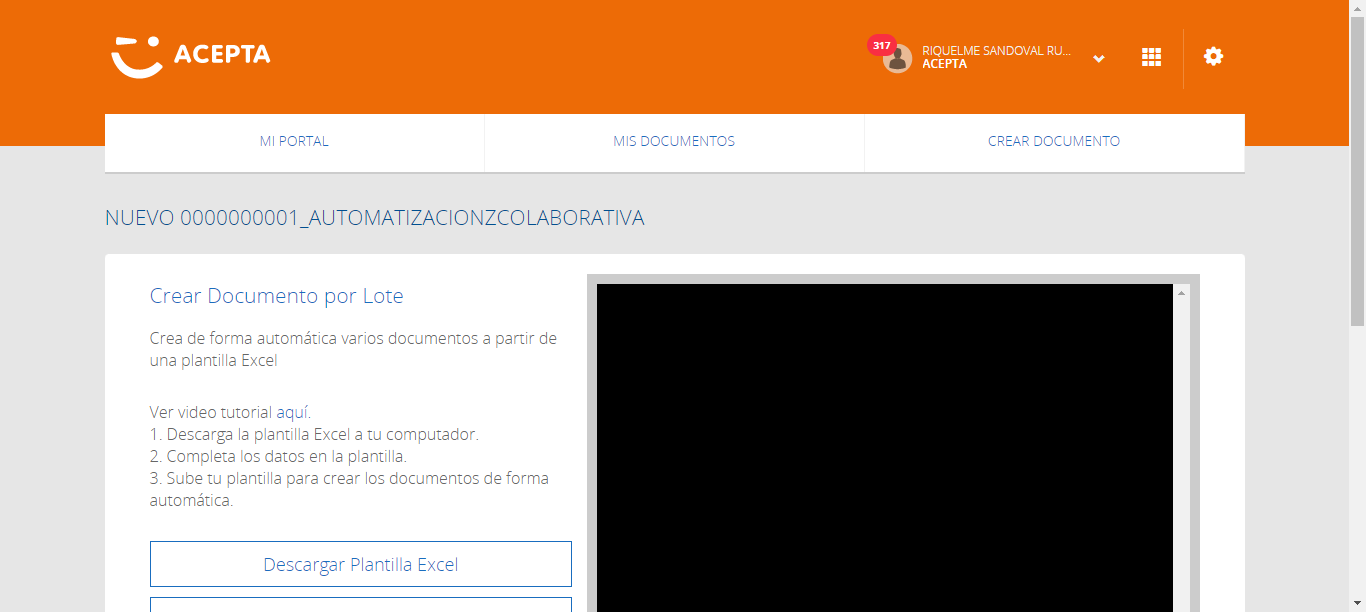 ACEPTA
317
RIQUELME SANDOVAL RU...
ACEPTA
MI PORTAL
MIS DOCUMENTOS
CREAR DOCUMENTO
NUEVO 0000000001_AUTOMATIZACIONZCOLABORATIVA
Crear Documento por Lote
Crea de forma automática varios documentos a partir de
una plantilla Excel
Ver video tutorial aquí.
1. Descarga la plantilla Excel a tu computador.
2. Completa los datos en la plantilla.
3. Sube tu plantilla para crear los documentos de forma
automática.
Descargar Plantilla Excel